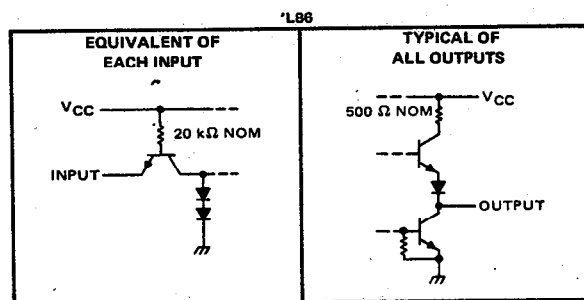 'L86
EQUIVALENT OF
EACH INPUT
VCC
20 kΩ NOM
INPUT
TYPICAL OF
ALL OUTPUTS
VCC
500 Ω NOM
OUTPUT